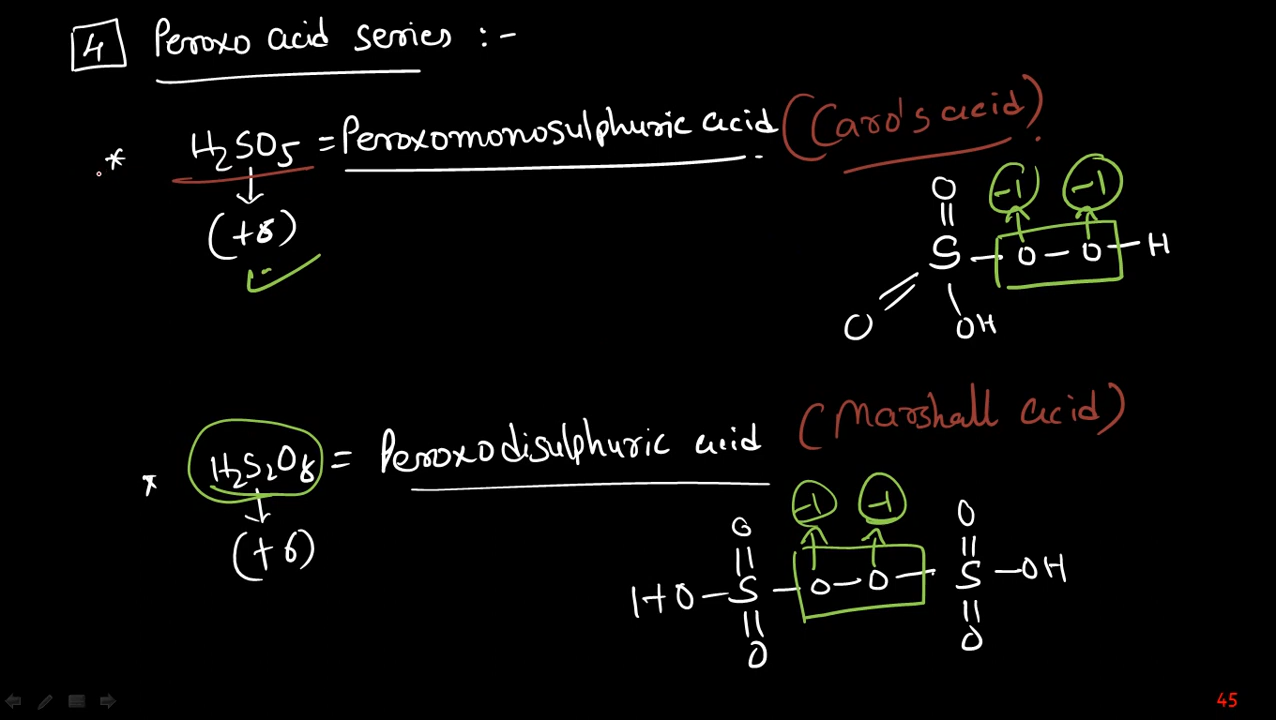 4 Peroxo acid series :-
* H2SO5 = Peroxomonosulphuric acid (Caro's acid)
(+6)
O -1 -1
S - O - O - H
O OH
* H2S2O8 = Peroxodisulphuric acid (Marshall acid)
(+6)
O -1 -1 O
HO - S - O - O - S - OH
O O
45